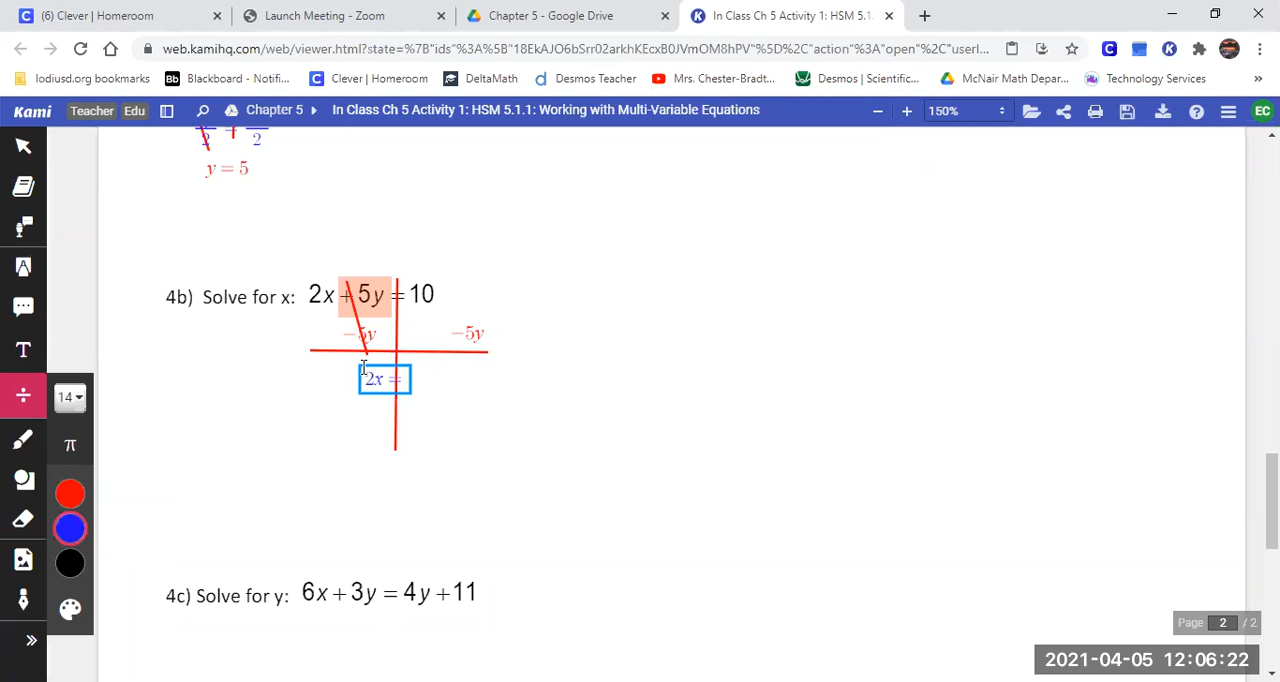 (6) Clever | Homeroom
Launch Meeting - Zoom
Chapter 5 - Google Drive
In Class Ch 5 Activity 1: HSM 5.1.
web.kamihq.com/web/viewer.html?state=%7B"ids"%3A%5B"18EkAJO6bSrr02arkhKEcxB0JVmOM8hPV"%5D%2C"action"%3A"open"%2C"userI...
lodiusd.org bookmarks
Blackboard - Notifi...
Clever | Homeroom
DeltaMath
Desmos Teacher
Mrs. Chester-Bradt...
Desmos | Scientific...
McNair Math Depar...
Technology Services
»
Kami Teacher Edu
Chapter 5
In Class Ch 5 Activity 1: HSM 5.1.1: Working with Multi-Variable Equations
150%
EC
2 + 2
y = 5
4b) Solve for x: 2x + 5y = 10
−5y −5y
2x =
14
π
4c) Solve for y: 6x + 3y = 4y + 11
Page 2 / 2
2021-04-05 12:06:22